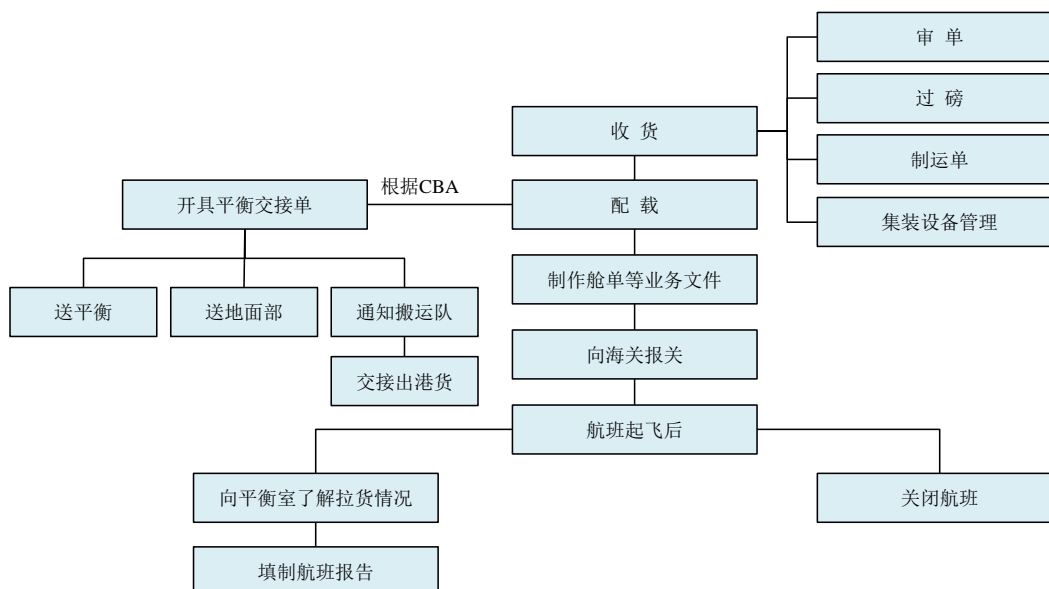 审 单
过 磅
收 货
制运单
根据CBA
开具平衡交接单
配 载
集装设备管理
制作舱单等业务文件
送平衡
送地面部
通知搬运队
向海关报关
交接出港货
航班起飞后
向平衡室了解拉货情况
关闭航班
填制航班报告